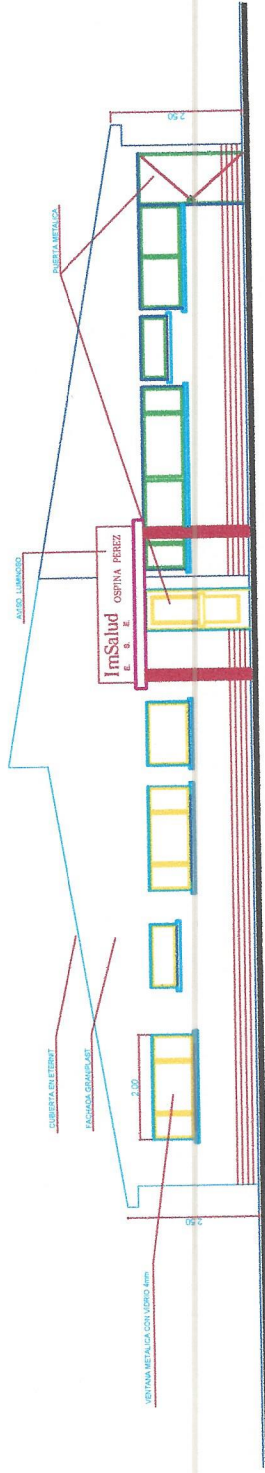 CUBIERTA EN ETERNIT
FACHADA GRANIPLAST
VENTANA METALICA CON VIDRIO 4mm
2.00
2.50
AVISO LUMINOSO
ImSalud OSPINA PEREZ
E. S. E.
PUERTA METALICA
2.50